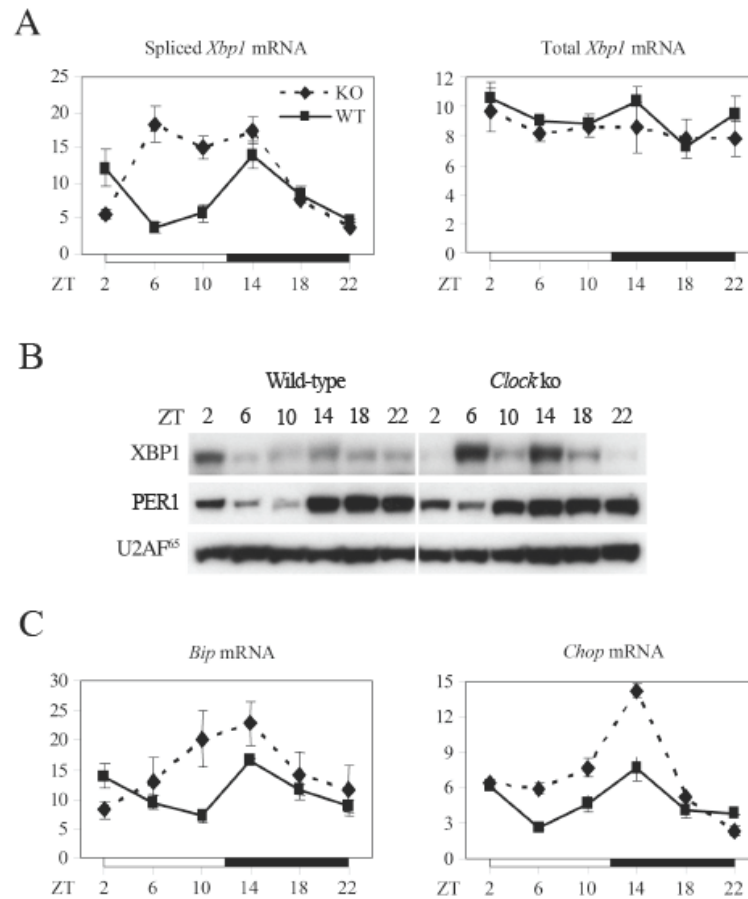 A
Spliced Xbp1 mRNA
25
20
15
10
5
0
KO
WT
ZT 2 6 10 14 18 22
Total Xbp1 mRNA
12
10
8
6
4
2
0
ZT 2 6 10 14 18 22
B
Wild-type Clock ko
ZT 2 6 10 14 18 22 2 6 10 14 18 22
XBP1
PER1
U2AF65
C
Bip mRNA
30
25
20
15
10
5
0
ZT 2 6 10 14 18 22
Chop mRNA
15
12
9
6
3
0
ZT 2 6 10 14 18 22